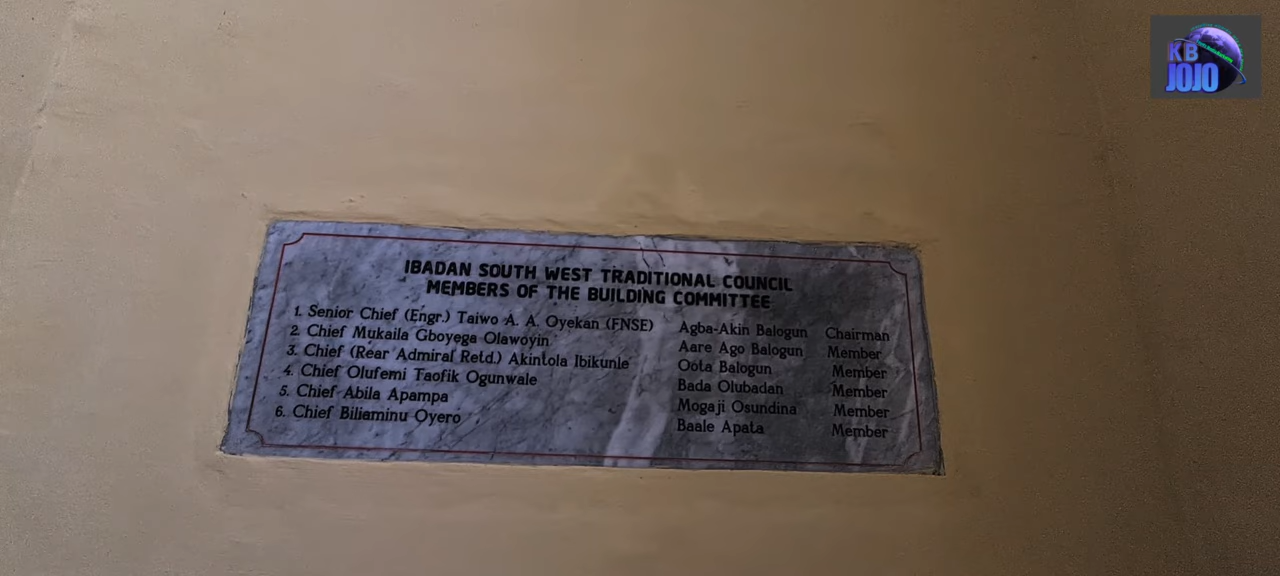 KB
JOJO
IBADAN SOUTH WEST TRADITIONAL COUNCIL
MEMBERS OF THE BUILDING COMMITTEE
1. Senior Chief (Engr.) Taiwo A. A. Oyekan (FNSE) Agba-Akin Balogun Chairman
2. Chief Mukaila Gboyega Olawoyin Aare Ago Balogun Member
3. Chief (Rear Admiral Retd.) Akintola Ibikunle Oota Balogun Member
4. Chief Olufemi Taofik Ogunwale Bada Olubadan Member
5. Chief Abila Apampa Mogaji Osundina Member
6. Chief Biliaminu Oyero Baale Apata Member